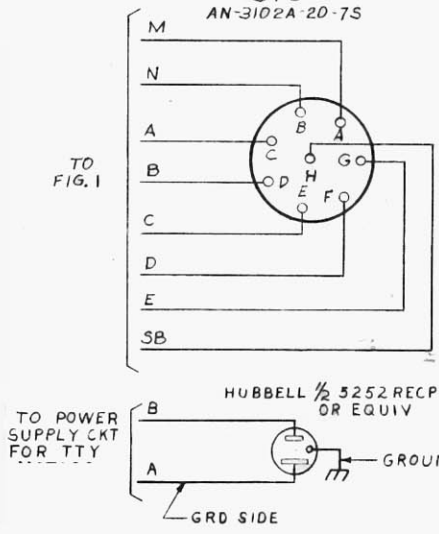 AN-3102A-20-7S
M
N
A
B
C
D
E
SB
TO
FIG. 1
B
A
C
H
G
D
E
F
HUBBELL ½ 5252 RECP
OR EQUIV
TO POWER
SUPPLY CKT
FOR TTY
B
A
GROUN
GRD SIDE